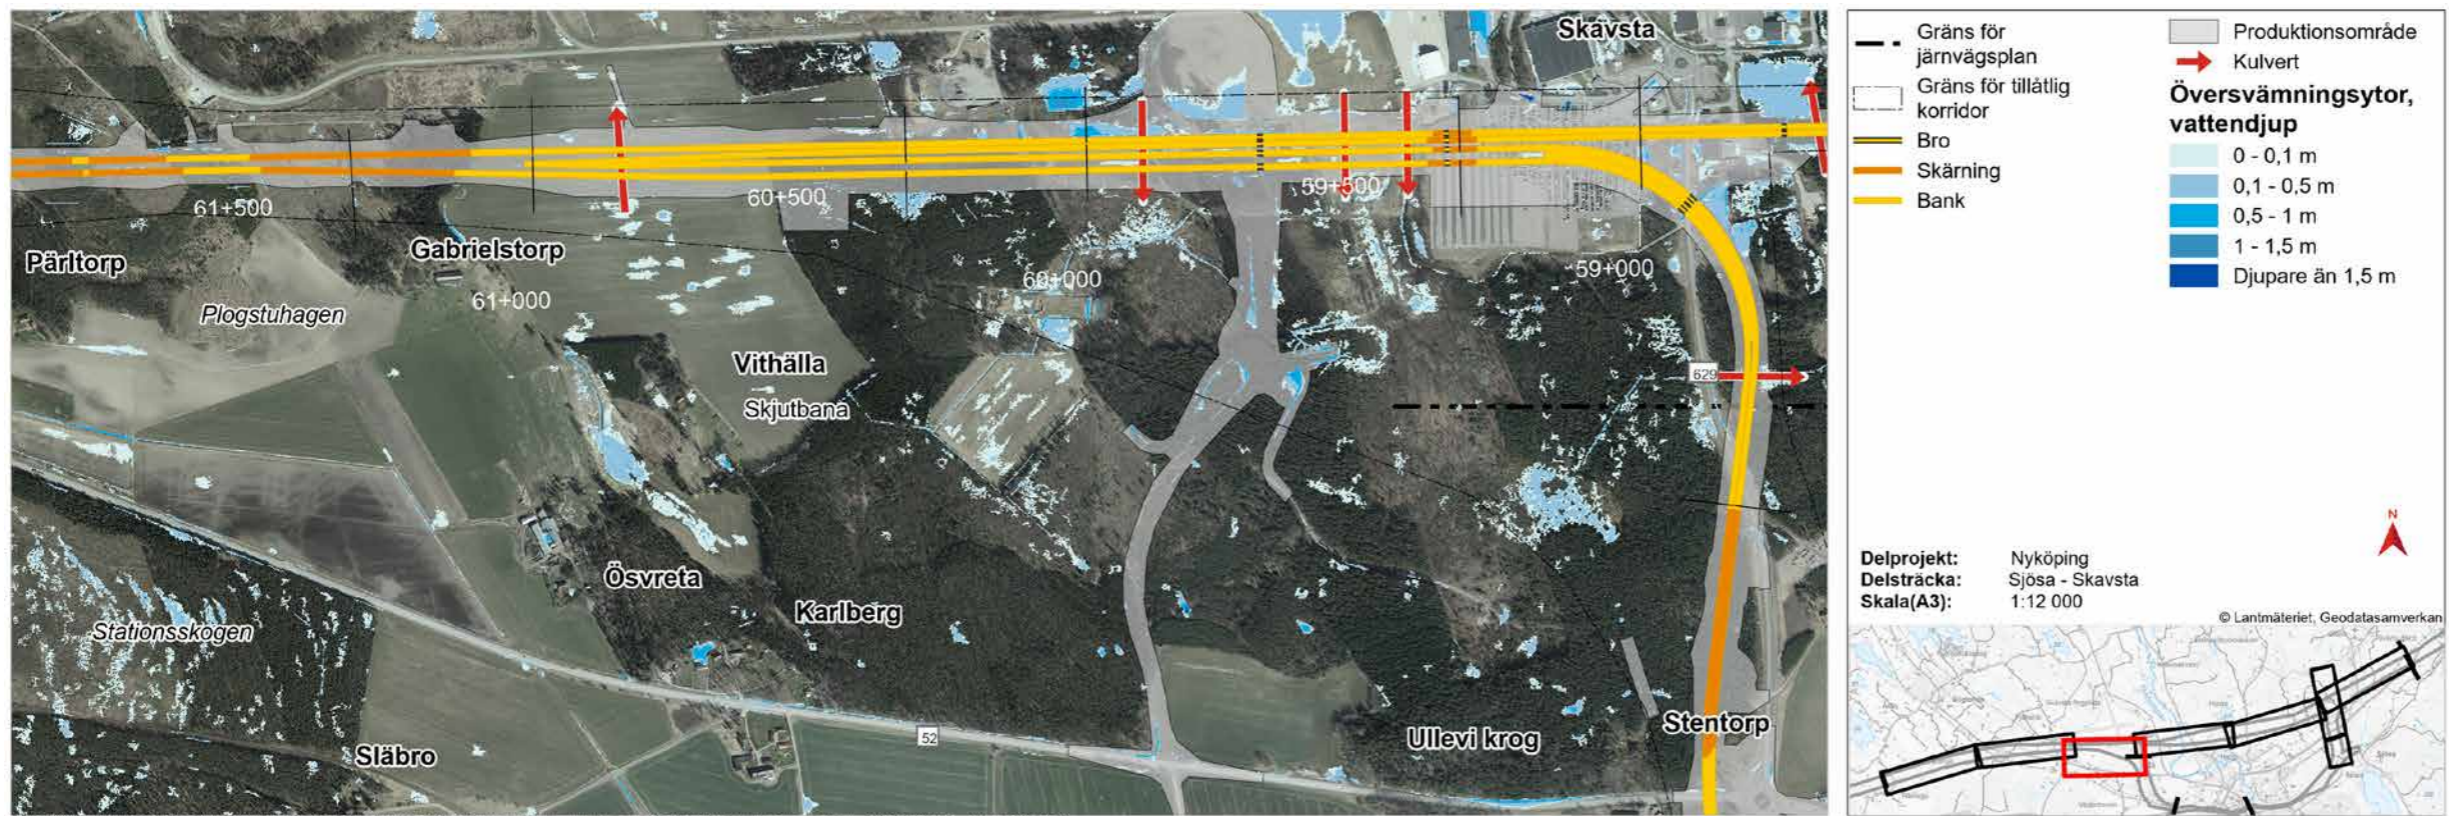 Skavsta
61+500
60+500
59+500
Pärltorp
Gabrielstorp
60+000
59+000
61+000
Plogstuhagen
Vithälla
629
Skjutbana
Ösvreta
Karlberg
Stationsskogen
Stentorp
52
Ullevi krog
Släbro
Gräns för
järnvägsplan
Gräns för tillåtlig
korridor
Bro
Skärning
Bank
Produktionsområde
Kulvert
Översvämningsytor,
vattendjup
0 - 0,1 m
0,1 - 0,5 m
0,5 - 1 m
1 - 1,5 m
Djupare än 1,5 m
N
Delprojekt: Nyköping
Delsträcka: Sjösa - Skavsta
Skala(A3): 1:12 000
© Lantmäteriet, Geodatasamverkan